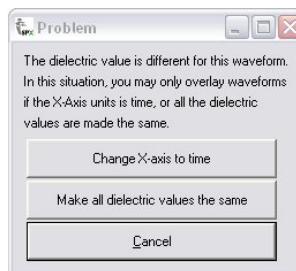 Problem
The dielectric value is different for this waveform.
In this situation, you may only overlay waveforms
if the X-Axis units is time, or all the dielectric
values are made the same.
Change X-axis to time
Make all dielectric values the same
Cancel